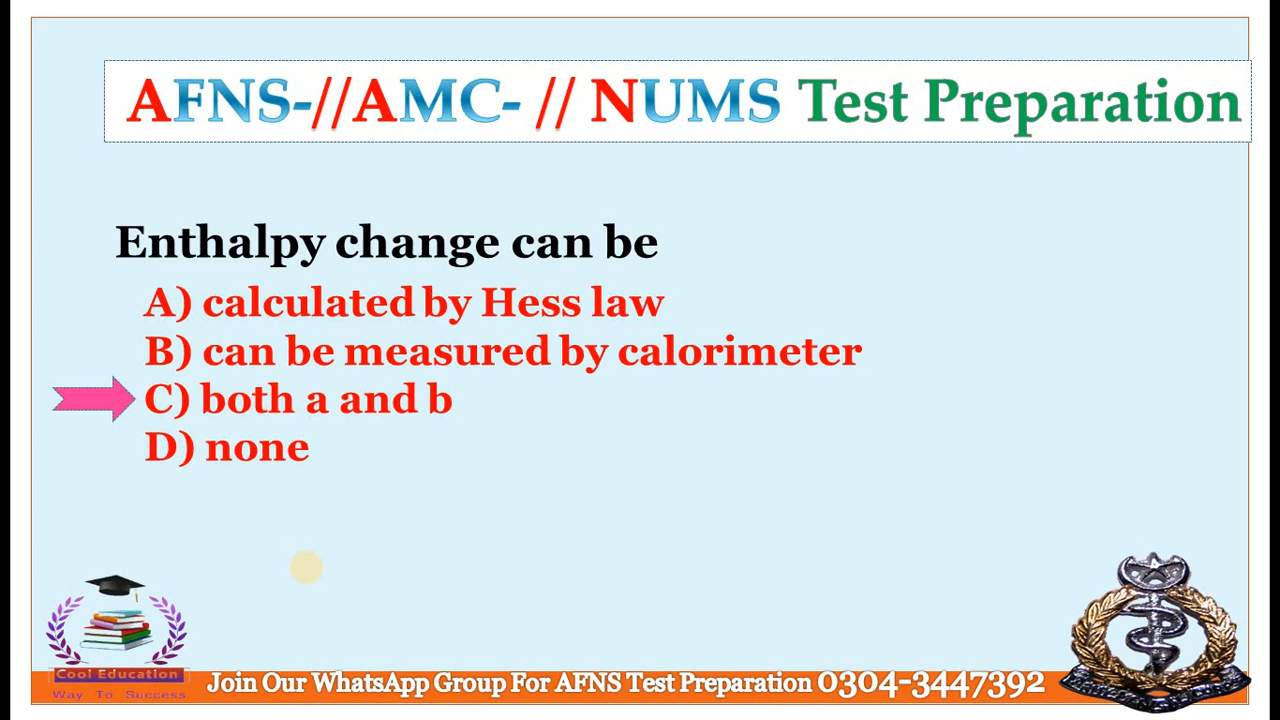 AFNS-//AMC- // NUMS Test Preparation
Enthalpy change can be
A) calculated by Hess law
B) can be measured by calorimeter
C) both a and b
D) none
Cool Education
Way To Success
Join Our WhatsApp Group For AFNS Test Preparation 0304-3447392